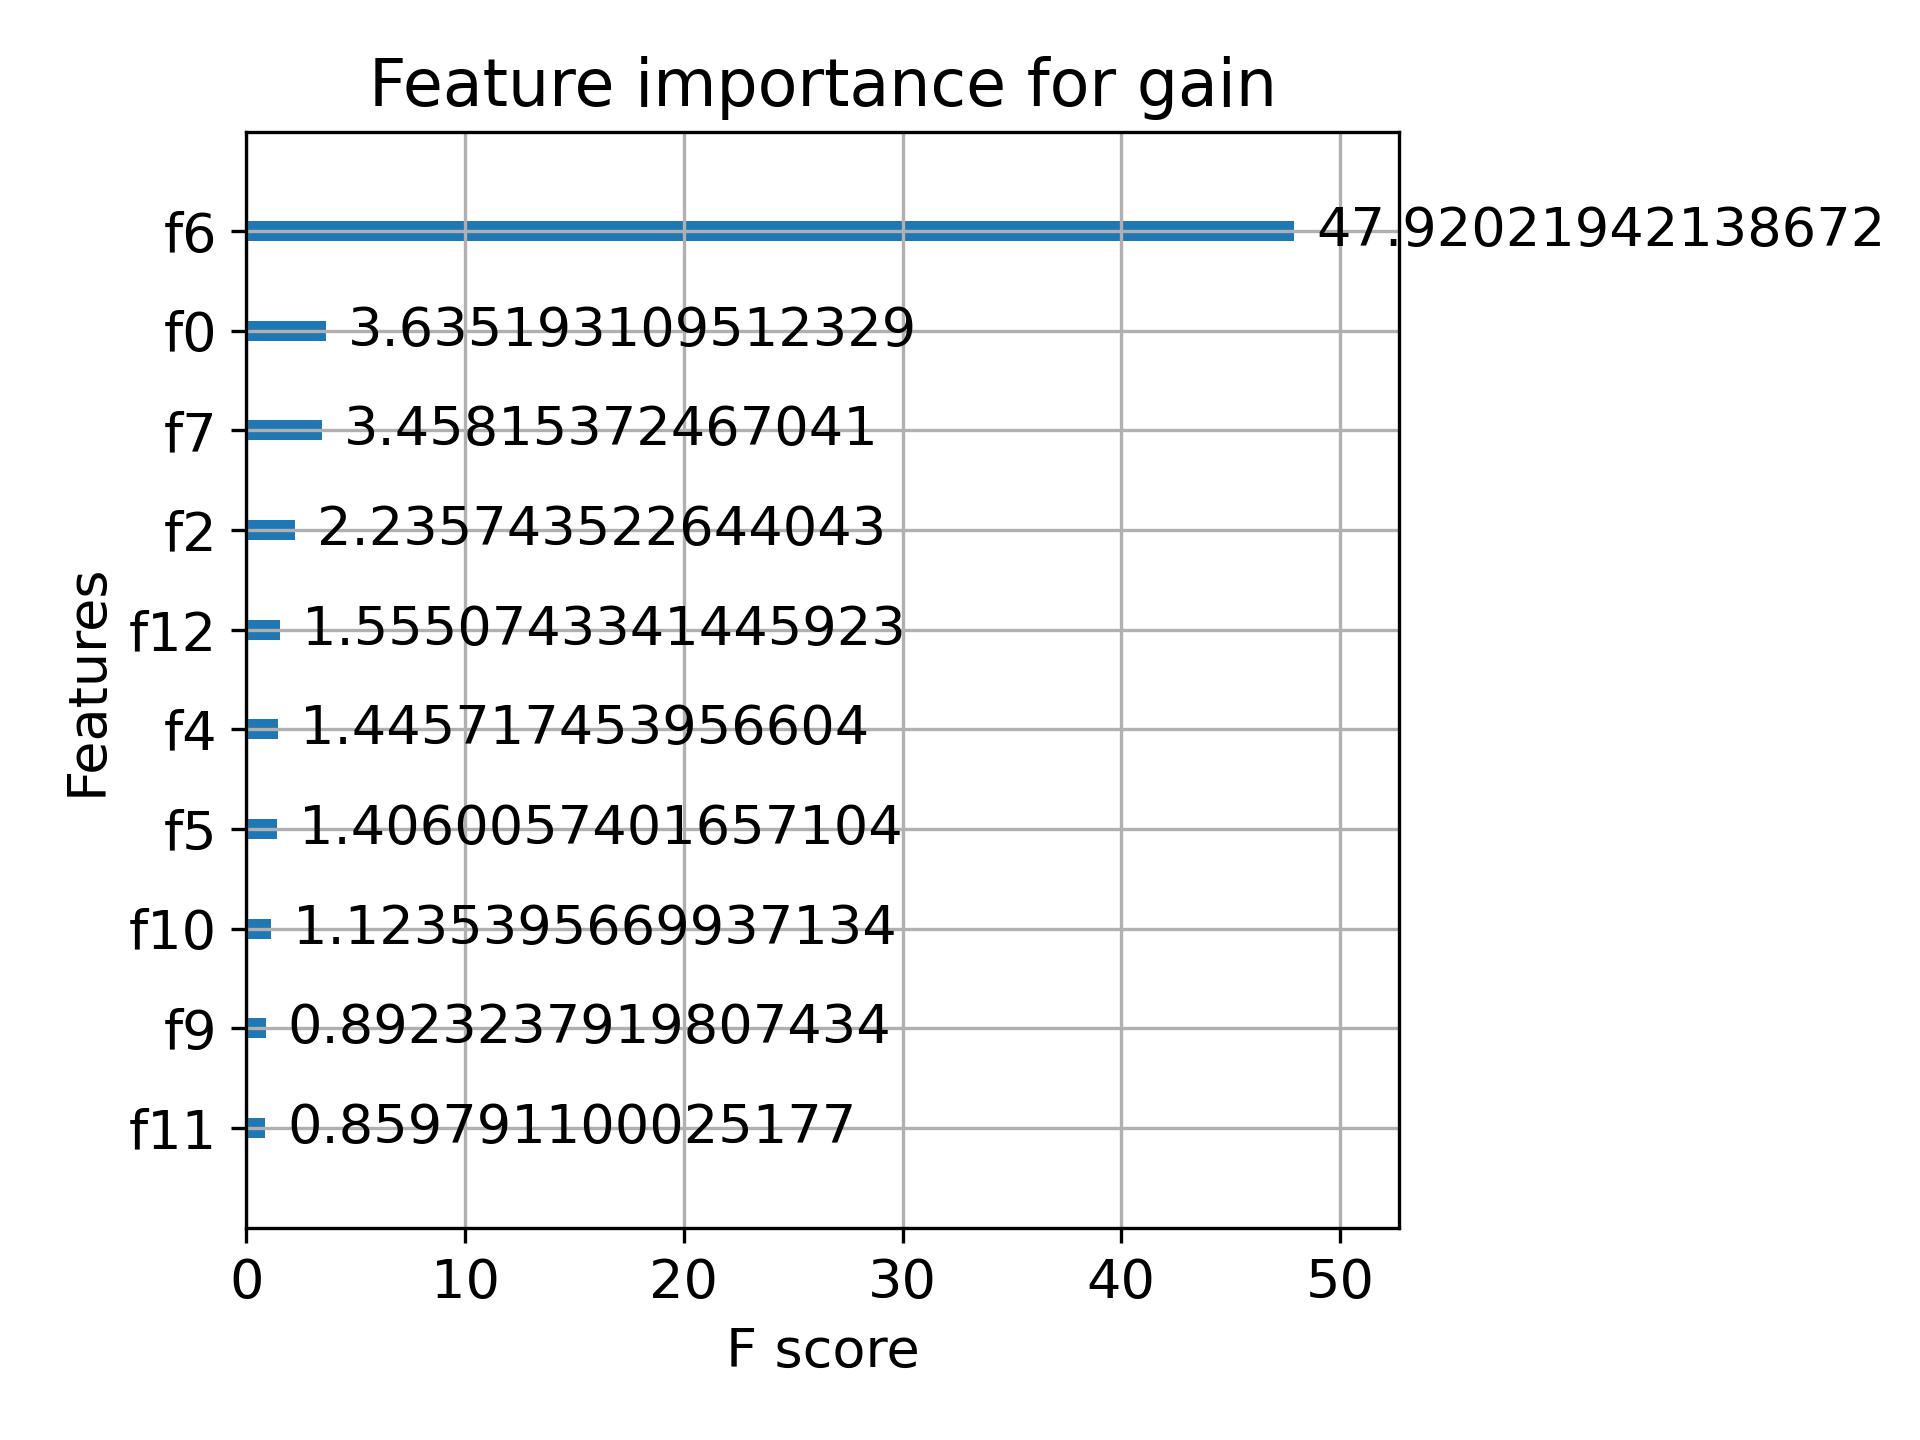 Feature importance for gain
f6 47.92021942138672
f0 3.635193109512329
f7 3.45815372467041
f2 2.235743522644043
f12 1.5550743341445923
f4 1.445717453956604
f5 1.4060057401657104
f10 1.1235395669937134
f9 0.8923237919807434
f11 0.859791100025177
Features
0 10 20 30 40 50
F score